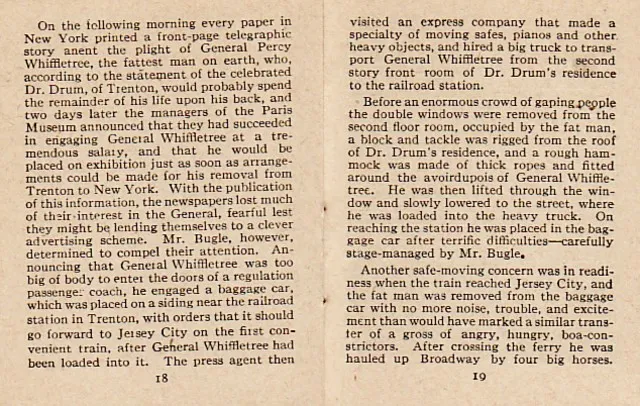 On the following morning every paper in
New York printed a front-page telegraphic
story anent the plight of General Percy
Whiffletree, the fattest man on earth, who,
according to the statement of the celebrated
Dr. Drum, of Trenton, would probably spend
the remainder of his life upon his back, and
two days later the managers of the Paris
Museum announced that they had succeeded
in engaging General Whiffletree at a tre-
mendous salary, and that he would be
placed on exhibition just as soon as arrange-
ments could be made for his removal from
Trenton to New York. With the publication
of this information, the newspapers lost much
of their interest in the General, fearful lest
they might be lending themselves to a clever
advertising scheme. Mr. Bugle, however,
determined to compel their attention. An-
nouncing that General Whiffletree was too
big of body to enter the doors of a regulation
passenger coach, he engaged a baggage car,
which was placed on a siding near the railroad
station in Trenton, with orders that it should
go forward to Jersey City on the first con-
venient train, after General Whiffletree had
been loaded into it. The press agent then
18
visited an express company that made a
specialty of moving safes, pianos and other
heavy objects, and hired a big truck to trans-
port General Whiffletree from the second
story front room of Dr. Drum's residence
to the railroad station.
Before an enormous crowd of gaping people
the double windows were removed from the
second floor room, occupied by the fat man,
a block and tackle was rigged from the roof
of Dr. Drum's residence, and a rough ham-
mock was made of thick ropes and fitted
around the avoirdupois of General Whiffle-
tree. He was then lifted through the win-
dow and slowly lowered to the street, where
he was loaded into the heavy truck. On
reaching the station he was placed in the bag-
gage car after terrific difficulties—carefully
stage-managed by Mr. Bugle.
Another safe-moving concern was in readi-
ness when the train reached Jersey City, and
the fat man was removed from the baggage
car with no more noise, trouble, and excite-
ment than would have marked a similar trans-
fer of a gross of angry, hungry, boa-con-
strictors. After crossing the ferry he was
hauled up Broadway by four big horses.
19